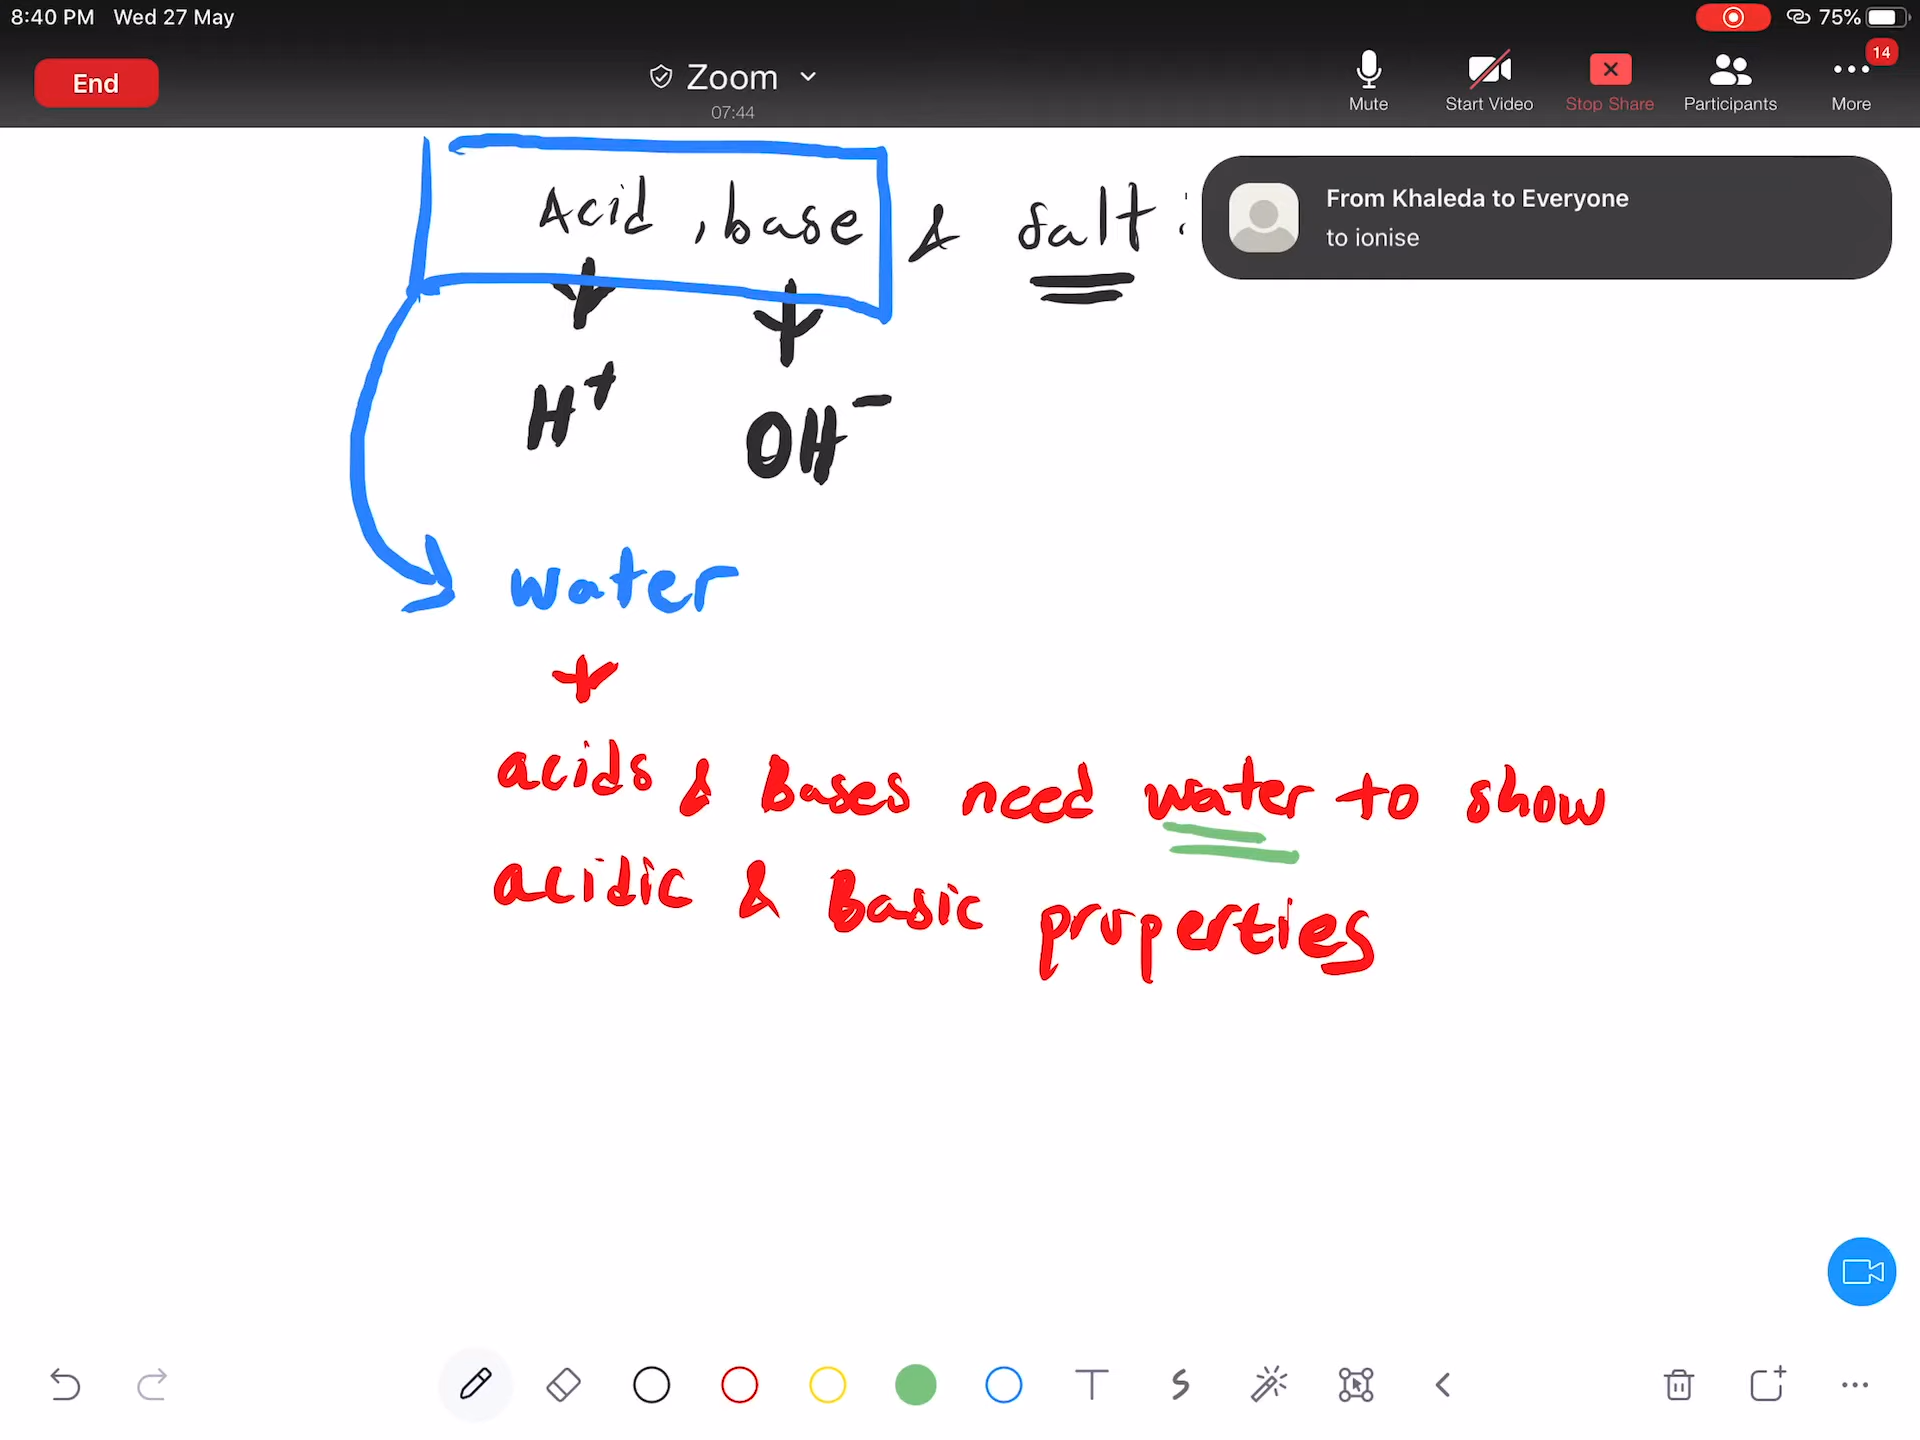 8:40 PM Wed 27 May
75%
End
Zoom
07:44
Mute
Start Video
Stop Share
Participants
14
More
From Khaleda to Everyone
to ionise
Acid , base & salt :
H+
OH-
water
acids & Bases need water to show
acidic & Basic properties